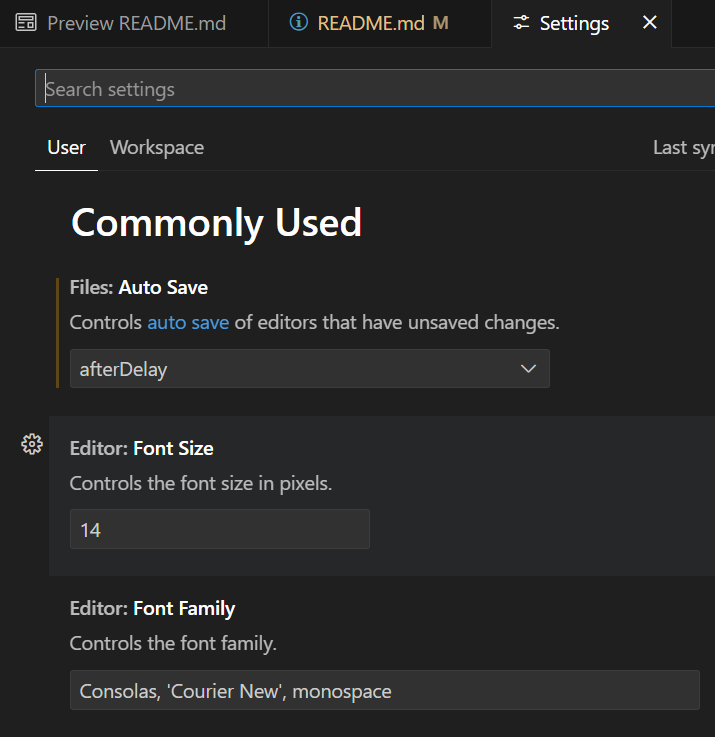 Preview README.md
README.md M
Settings
Search settings
User Workspace Last syn
Commonly Used
Files: Auto Save
Controls auto save of editors that have unsaved changes.
afterDelay
Editor: Font Size
Controls the font size in pixels.
14
Editor: Font Family
Controls the font family.
Consolas, 'Courier New', monospace